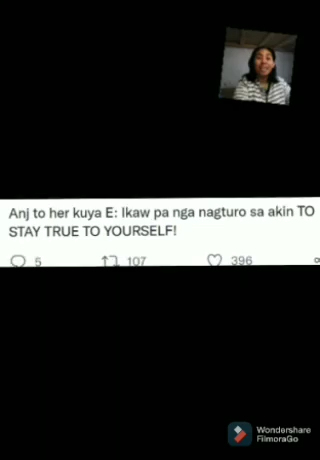 Anj to her kuya E: Ikaw pa nga nagturo sa akin TO
STAY TRUE TO YOURSELF!
5 107 396
Wondershare
FilmoraGo